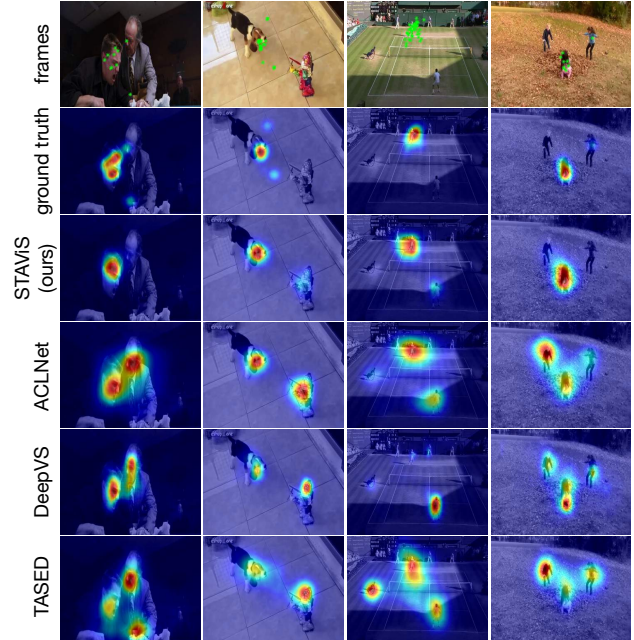 frames
ground truth
STAViS
(ours)
ACLNet
DeepVS
TASED